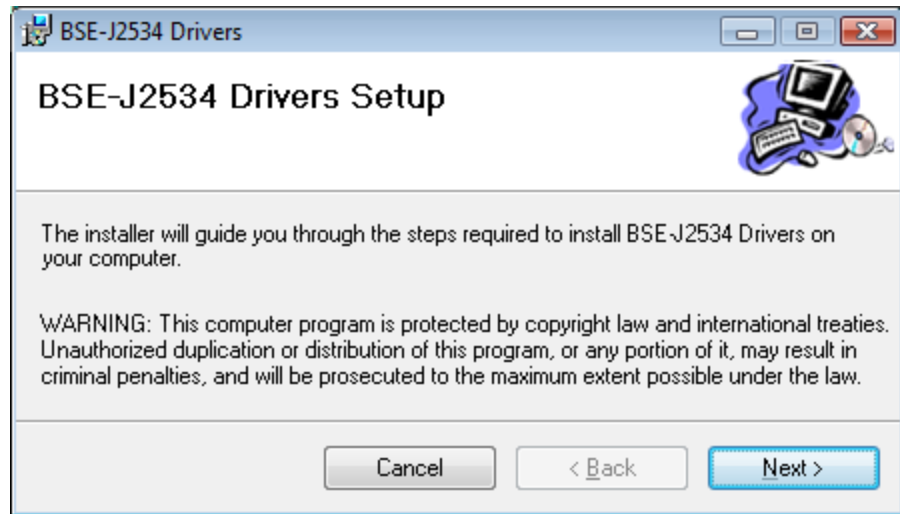 BSE-J2534 Drivers
BSE-J2534 Drivers Setup
The installer will guide you through the steps required to install BSE-J2534 Drivers on
your computer.
WARNING: This computer program is protected by copyright law and international treaties.
Unauthorized duplication or distribution of this program, or any portion of it, may result in
criminal penalties, and will be prosecuted to the maximum extent possible under the law.
Cancel < Back Next >